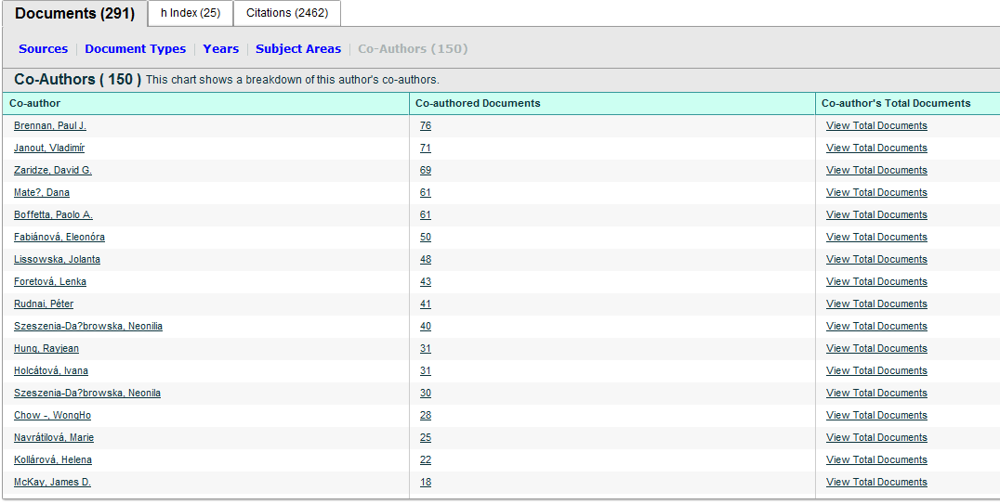 Documents (291) h Index (25) Citations (2462)
Sources Document Types Years Subject Areas Co-Authors (150)
Co-Authors ( 150 ) This chart shows a breakdown of this author's co-authors.
Co-author Co-authored Documents Co-author's Total Documents
Brennan, Paul J. 76 View Total Documents
Janout, Vladimír 71 View Total Documents
Zaridze, David G. 69 View Total Documents
Mate?, Dana 61 View Total Documents
Boffetta, Paolo A. 61 View Total Documents
Fabiánová, Eleonóra 50 View Total Documents
Lissowska, Jolanta 48 View Total Documents
Foretová, Lenka 43 View Total Documents
Rudnai, Péter 41 View Total Documents
Szeszenia-Da?browska, Neonilia 40 View Total Documents
Hung, Rayjean 31 View Total Documents
Holcátová, Ivana 31 View Total Documents
Szeszenia-Da?browska, Neonila 30 View Total Documents
Chow -, WongHo 28 View Total Documents
Navrátilová, Marie 25 View Total Documents
Kollárová, Helena 22 View Total Documents
McKay, James D. 18 View Total Documents